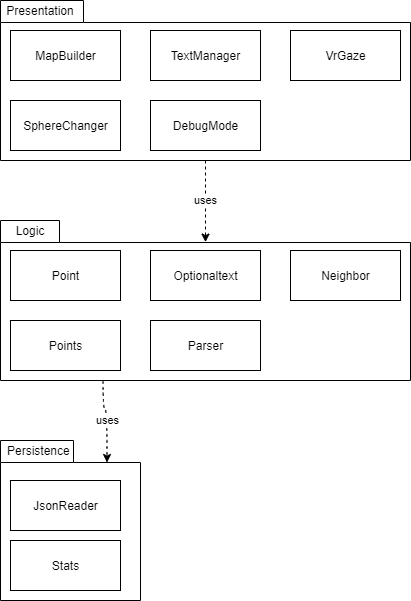 Presentation
MapBuilder
TextManager
VrGaze
SphereChanger
DebugMode
uses
Logic
Point
Optionaltext
Neighbor
Points
Parser
uses
Persistence
JsonReader
Stats